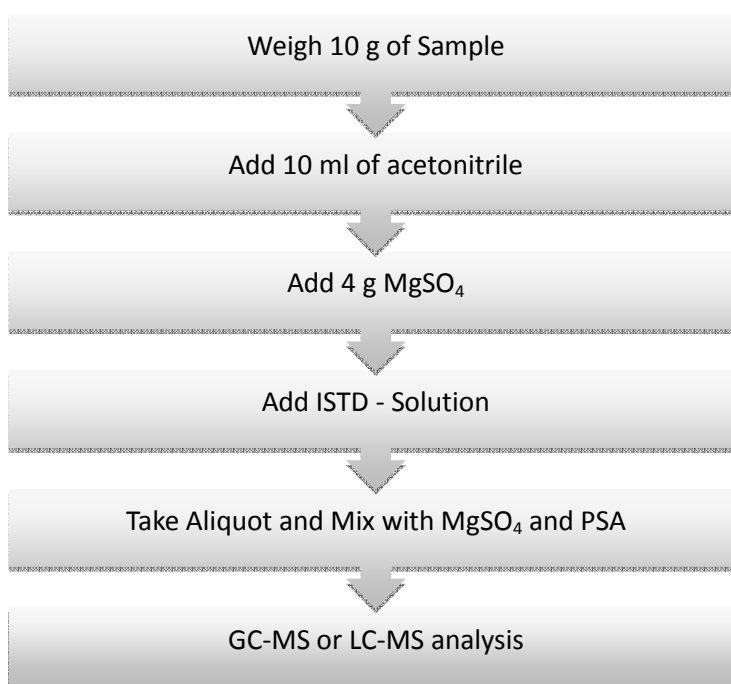 Weigh 10 g of Sample
Add 10 ml of acetonitrile
Add 4 g MgSO₄
Add ISTD - Solution
Take Aliquot and Mix with MgSO₄ and PSA
GC-MS or LC-MS analysis